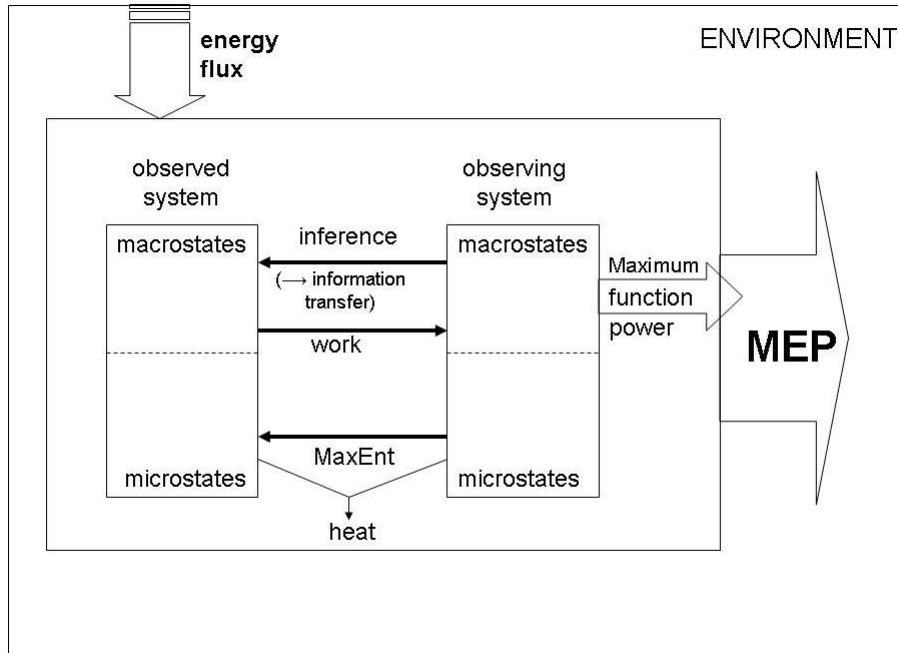 energy
flux
ENVIRONMENT
observed
system
observing
system
macrostates
inference
macrostates
(→ information
transfer)
Maximum
function
power
work
MEP
MaxEnt
microstates
microstates
heat